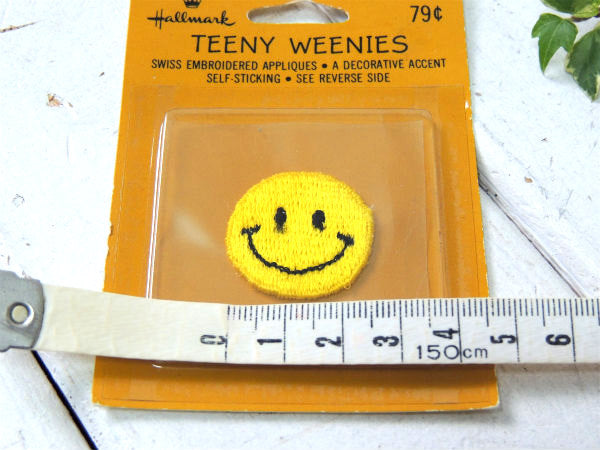 Hallmark 79¢
TEENY WEENIES
SWISS EMBROIDERED APPLIQUES • A DECORATIVE ACCENT
SELF-STICKING • SEE REVERSE SIDE
0 1 2 3 4 5 6
150cm